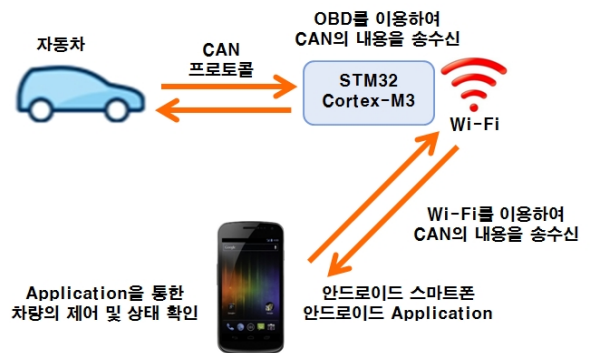 자동차
CAN
프로토콜
OBD를 이용하여
CAN의 내용을 송수신
STM32
Cortex-M3
Wi-Fi
Wi-Fi를 이용하여
CAN의 내용을 송수신
Application을 통한
차량의 제어 및 상태 확인
안드로이드 스마트폰
안드로이드 Application